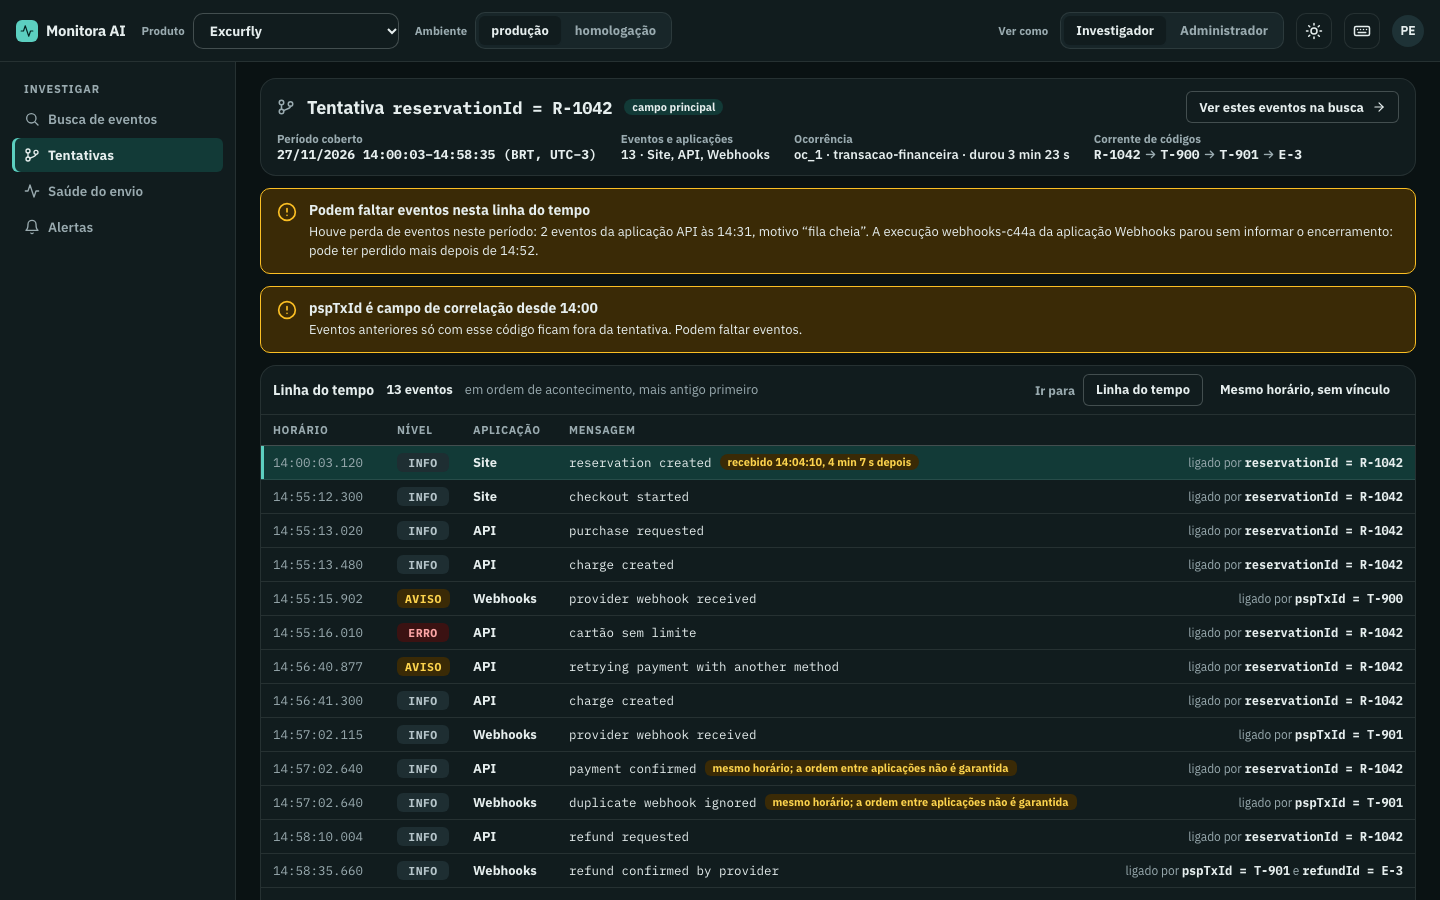 Monitora AI Produto Excurfly Ambiente produção homologação Ver como Investigador Administrador PE
INVESTIGAR
Busca de eventos
Tentativas
Saúde do envio
Alertas
Tentativa reservationId = R-1042 campo principal Ver estes eventos na busca →
Período coberto Eventos e aplicações Ocorrência Corrente de códigos
27/11/2026 14:00:03–14:58:35 (BRT, UTC−3) 13 · Site, API, Webhooks oc_1 · transacao-financeira · durou 3 min 23 s R-1042 → T-900 → T-901 → E-3
Podem faltar eventos nesta linha do tempo
Houve perda de eventos neste período: 2 eventos da aplicação API às 14:31, motivo “fila cheia”. A execução webhooks-c44a da aplicação Webhooks parou sem informar o encerramento:
pode ter perdido mais depois de 14:52.
pspTxId é campo de correlação desde 14:00
Eventos anteriores só com esse código ficam fora da tentativa. Podem faltar eventos.
Linha do tempo 13 eventos em ordem de acontecimento, mais antigo primeiro Ir para Linha do tempo Mesmo horário, sem vínculo
HORÁRIO NÍVEL APLICAÇÃO MENSAGEM
14:00:03.120 INFO Site reservation created recebido 14:04:10, 4 min 7 s depois ligado por reservationId = R-1042
14:55:12.300 INFO Site checkout started ligado por reservationId = R-1042
14:55:13.020 INFO API purchase requested ligado por reservationId = R-1042
14:55:13.480 INFO API charge created ligado por reservationId = R-1042
14:55:15.902 AVISO Webhooks provider webhook received ligado por pspTxId = T-900
14:55:16.010 ERRO API cartão sem limite ligado por reservationId = R-1042
14:56:40.877 AVISO API retrying payment with another method ligado por reservationId = R-1042
14:56:41.300 INFO API charge created ligado por reservationId = R-1042
14:57:02.115 INFO Webhooks provider webhook received ligado por pspTxId = T-901
14:57:02.640 INFO API payment confirmed mesmo horário; a ordem entre aplicações não é garantida ligado por reservationId = R-1042
14:57:02.640 INFO Webhooks duplicate webhook ignored mesmo horário; a ordem entre aplicações não é garantida ligado por pspTxId = T-901
14:58:10.004 INFO API refund requested ligado por reservationId = R-1042
14:58:35.660 INFO Webhooks refund confirmed by provider ligado por pspTxId = T-901 e refundId = E-3